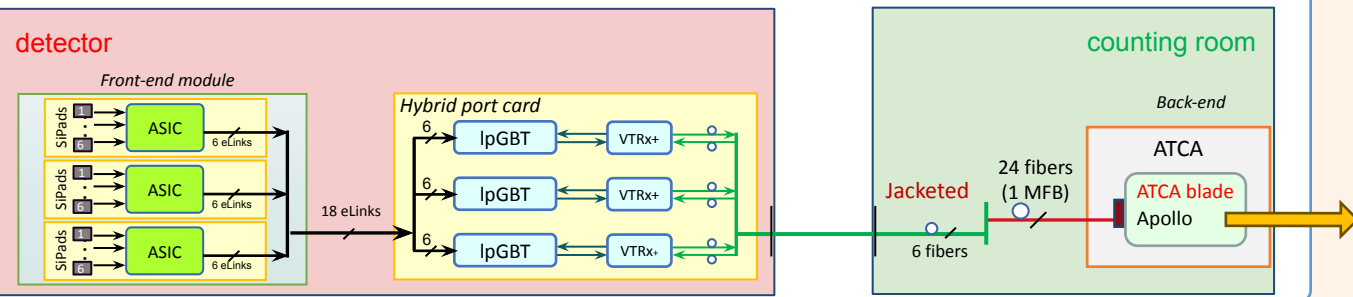 detector
Front-end module
SiPads
1
6
ASIC
6 eLinks
SiPads
1
6
ASIC
6 eLinks
SiPads
1
6
ASIC
6 eLinks
18 eLinks
Hybrid port card
6
lpGBT
VTRx+
6
lpGBT
VTRx+
6
lpGBT
VTRx+
counting room
Jacketed
6 fibers
24 fibers
(1 MFB)
Back-end
ATCA
ATCA blade
Apollo